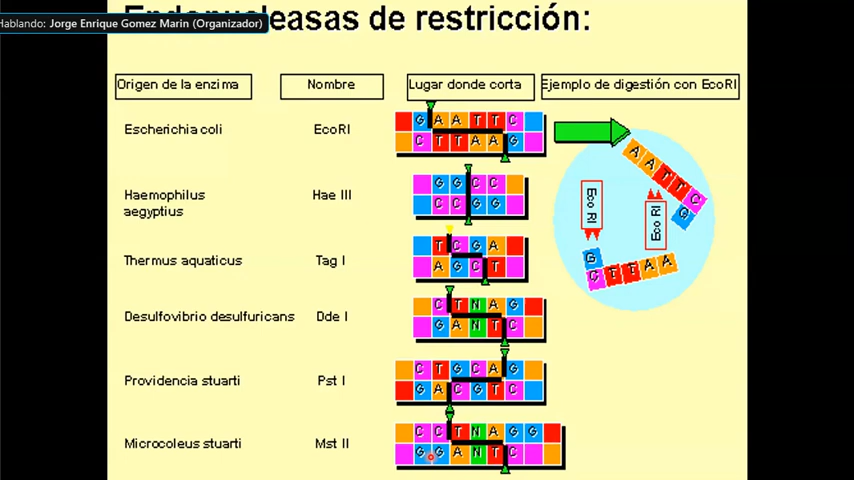 Hablando: Jorge Enrique Gomez Marin (Organizador)
Endonucleasas de restricción:
Origen de la enzima Nombre Lugar donde corta Ejemplo de digestión con EcoRI
Escherichia coli EcoRI
G A A T T C
C T T A A G
Haemophilus
aegyptius
Hae III
G G C C
C C G G
Thermus aquaticus Tag I
T C G A
A G C T
Desulfovibrio desulfuricans Dde I
C T N A G
G A N T C
Providencia stuarti Pst I
C T G C A G
G A C G T C
Microcoleus stuarti Mst II
C C T N A G G
G G A N T C
A A T T C
G
Eco RI
Eco RI
G
C T T A A